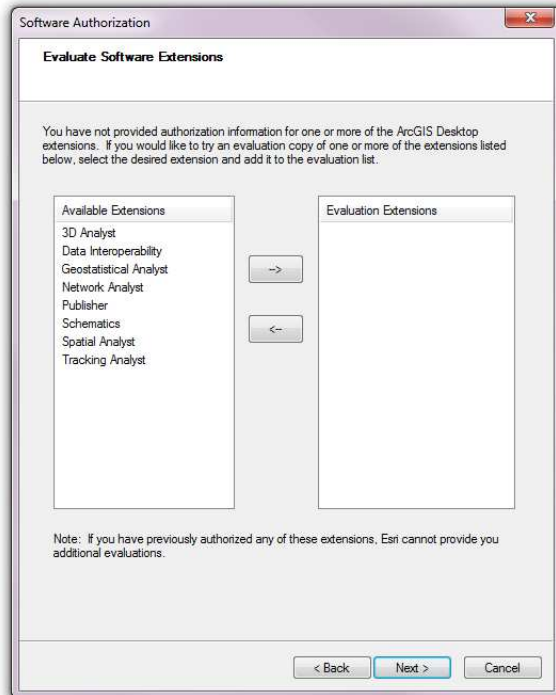 Software Authorization
Evaluate Software Extensions
You have not provided authorization information for one or more of the ArcGIS Desktop
extensions. If you would like to try an evaluation copy of one or more of the extensions listed
below, select the desired extension and add it to the evaluation list.
Available Extensions
3D Analyst
Data Interoperability
Geostatistical Analyst
Network Analyst
Publisher
Schematics
Spatial Analyst
Tracking Analyst
-->
<--
Evaluation Extensions
Note: If you have previously authorized any of these extensions, Esri cannot provide you
additional evaluations.
< Back
Next >
Cancel